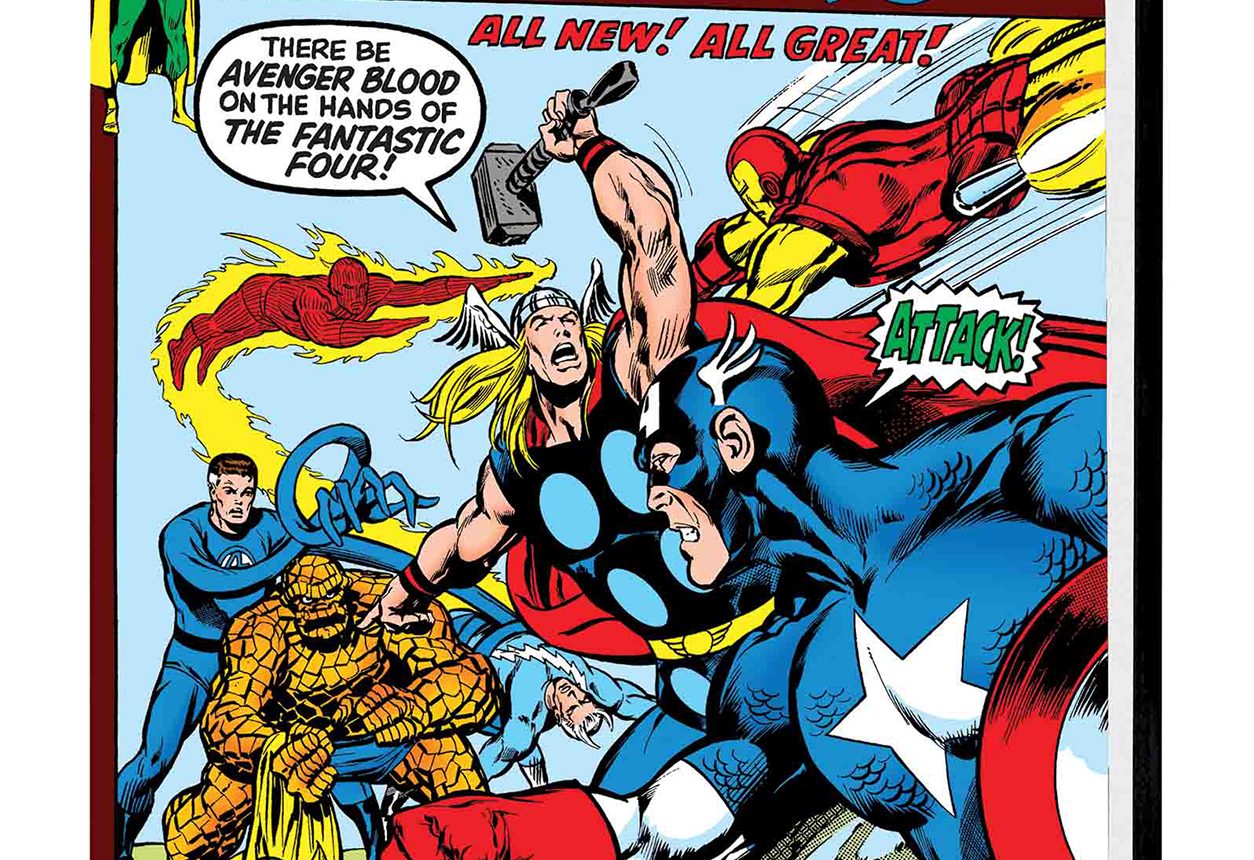 ALL NEW! ALL GREAT!
THERE BE
AVENGER BLOOD
ON THE HANDS OF
THE FANTASTIC
FOUR!
ATTACK!